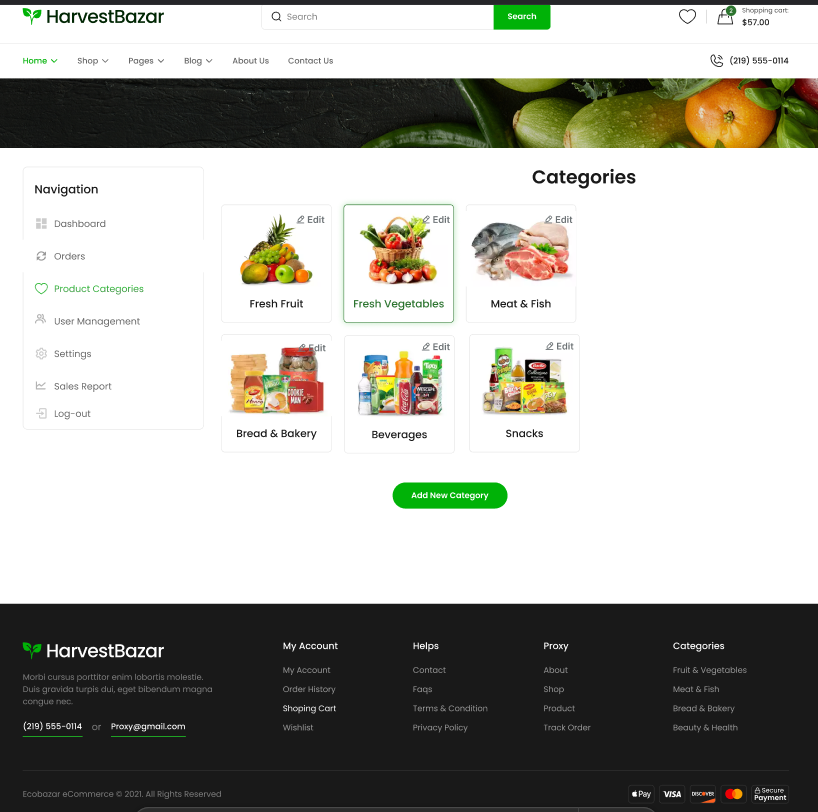 HarvestBazar
Search
Search
2
Shopping cart:
$57.00
Home
Shop
Pages
Blog
About Us
Contact Us
(219) 555-0114
Navigation
Dashboard
Orders
Product Categories
User Management
Settings
Sales Report
Log-out
Categories
Edit
Edit
Edit
Fresh Fruit
Fresh Vegetables
Meat & Fish
Edit
Edit
Edit
COOKIE MAN
Coca-Cola
NESCAFE
Barilla
Bread & Bakery
Beverages
Snacks
Add New Category
HarvestBazar
Morbi cursus porttitor enim lobortis molestie.
Duis gravida turpis dui, eget bibendum magna
congue nec.
(219) 555-0114 or Proxy@gmail.com
My Account
My Account
Order History
Shoping Cart
Wishlist
Helps
Contact
Faqs
Terms & Condition
Privacy Policy
Proxy
About
Shop
Product
Track Order
Categories
Fruit & Vegetables
Meat & Fish
Bread & Bakery
Beauty & Health
Ecobazar eCommerce © 2021. All Rights Reserved
Pay
VISA
DISCOVER
Secure
Payment